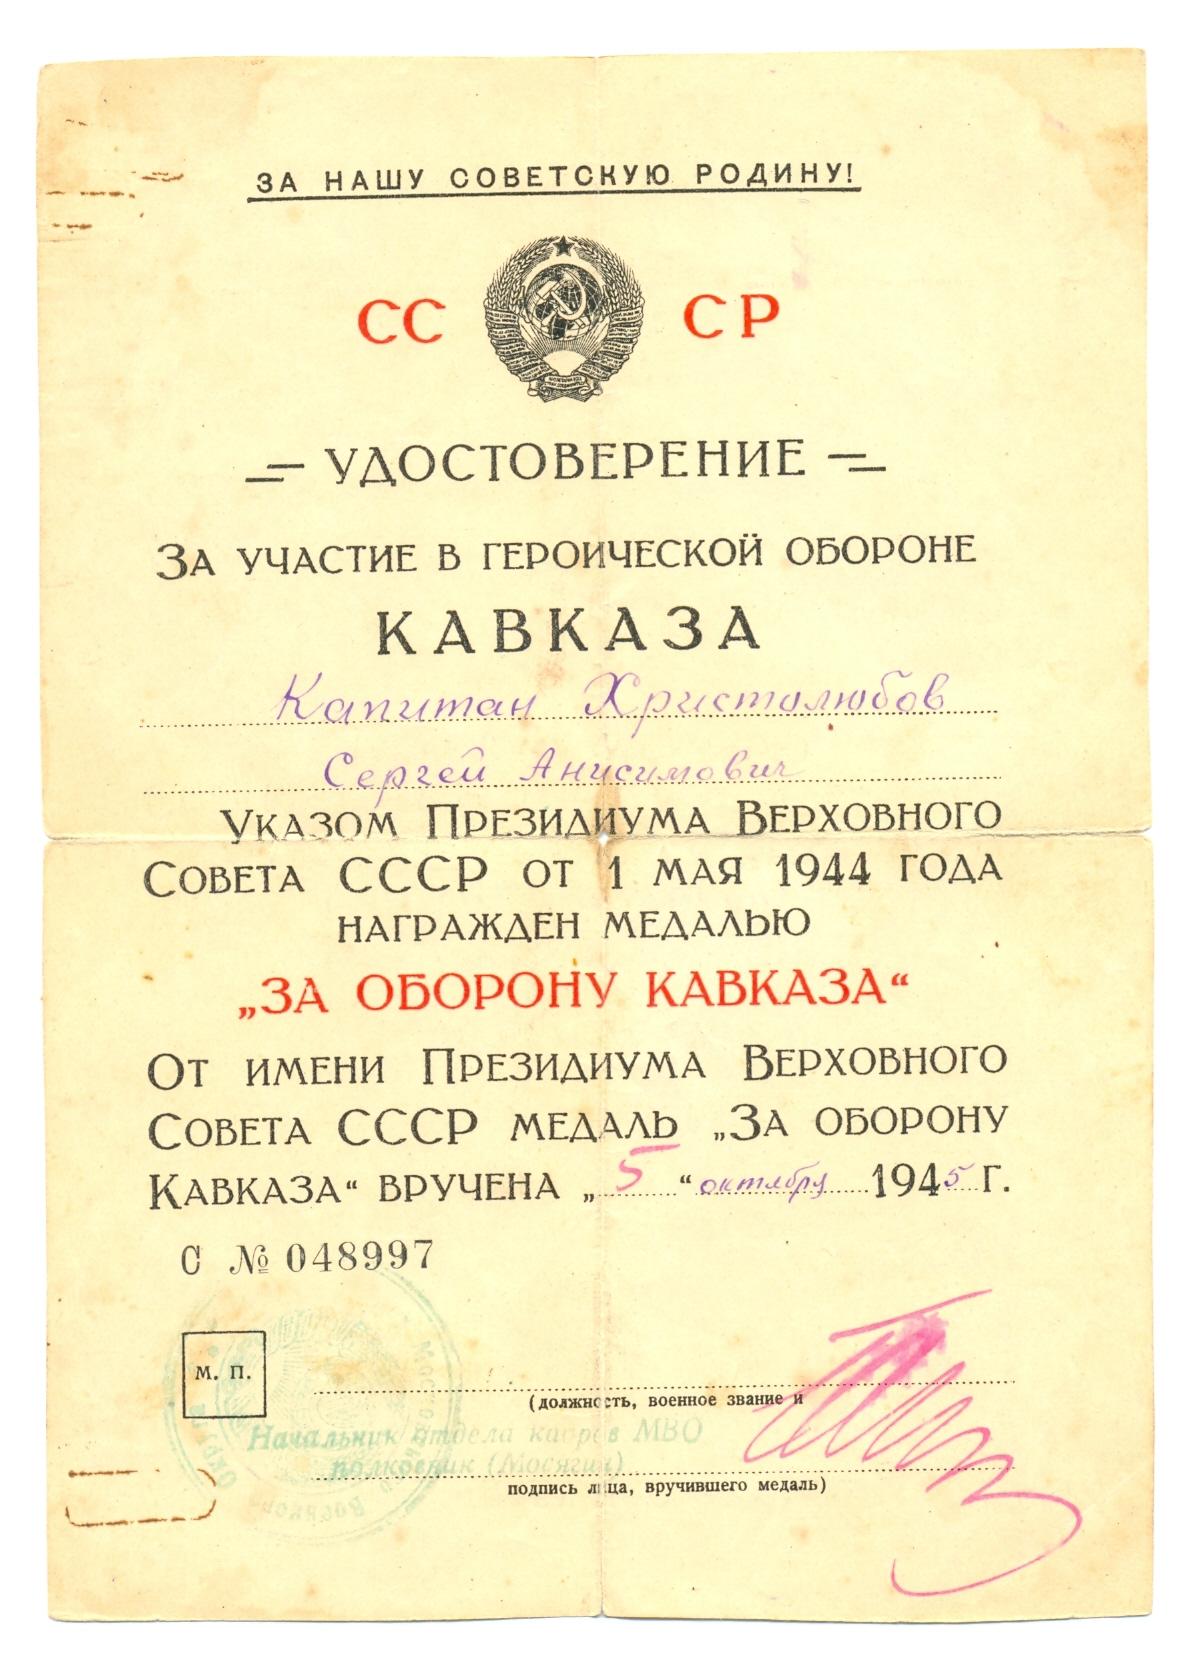 ЗА НАШУ СОВЕТСКУЮ РОДИНУ!
СС СР
УДОСТОВЕРЕНИЕ
ЗА УЧАСТИЕ В ГЕРОИЧЕСКОЙ ОБОРОНЕ
КАВКАЗА
Капитан Христолюбов
Сергей Анисимович
УКАЗОМ ПРЕЗИДИУМА ВЕРХОВНОГО
СОВЕТА СССР ОТ 1 МАЯ 1944 ГОДА
НАГРАЖДЕН МЕДАЛЬЮ
„ЗА ОБОРОНУ КАВКАЗА“
ОТ ИМЕНИ ПРЕЗИДИУМА ВЕРХОВНОГО
СОВЕТА СССР МЕДАЛЬ „ЗА ОБОРОНУ
КАВКАЗА“ ВРУЧЕНА „5“ октября 1945 Г.
С № 048997
М. П.
(должность, военное звание и
Начальник отдела кадров МВО
полковник (Мосягин)
подпись лица, вручившего медаль)